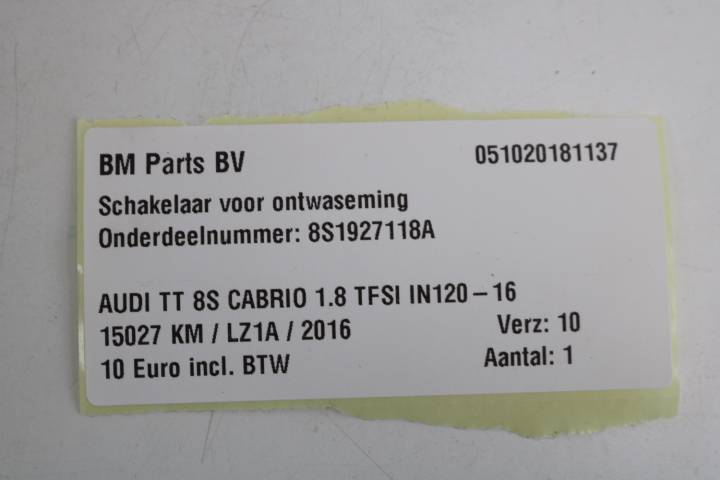 BM Parts BV 051020181137
Schakelaar voor ontwaseming
Onderdeelnummer: 8S1927118A
AUDI TT 8S CABRIO 1.8 TFSI IN120-16
15027 KM / LZ1A / 2016 Verz: 10
10 Euro incl. BTW Aantal: 1